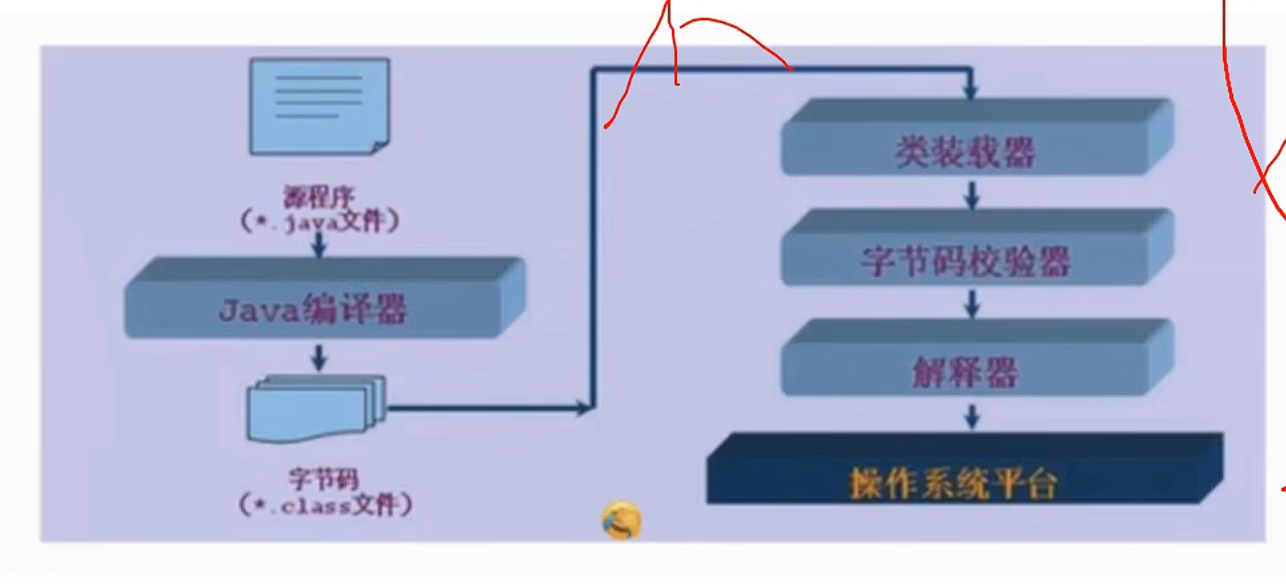 源程序
(*.java文件)
Java编译器
字节码
(*.class文件)
类装载器
字节码校验器
解释器
操作系统平台